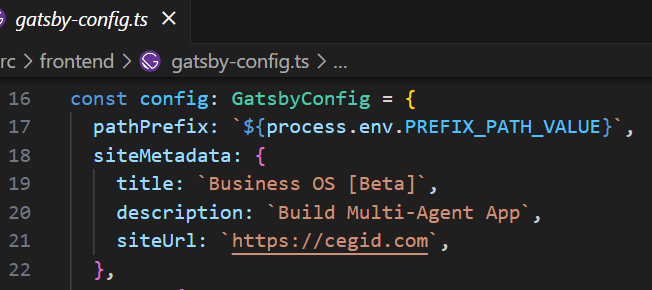 gatsby-config.ts ×
rc > frontend > gatsby-config.ts > ...
16 const config: GatsbyConfig = {
17 pathPrefix: `${process.env.PREFIX_PATH_VALUE}`,
18 siteMetadata: {
19 title: `Business OS [Beta]`,
20 description: `Build Multi-Agent App`,
21 siteUrl: `https://cegid.com`,
22 },